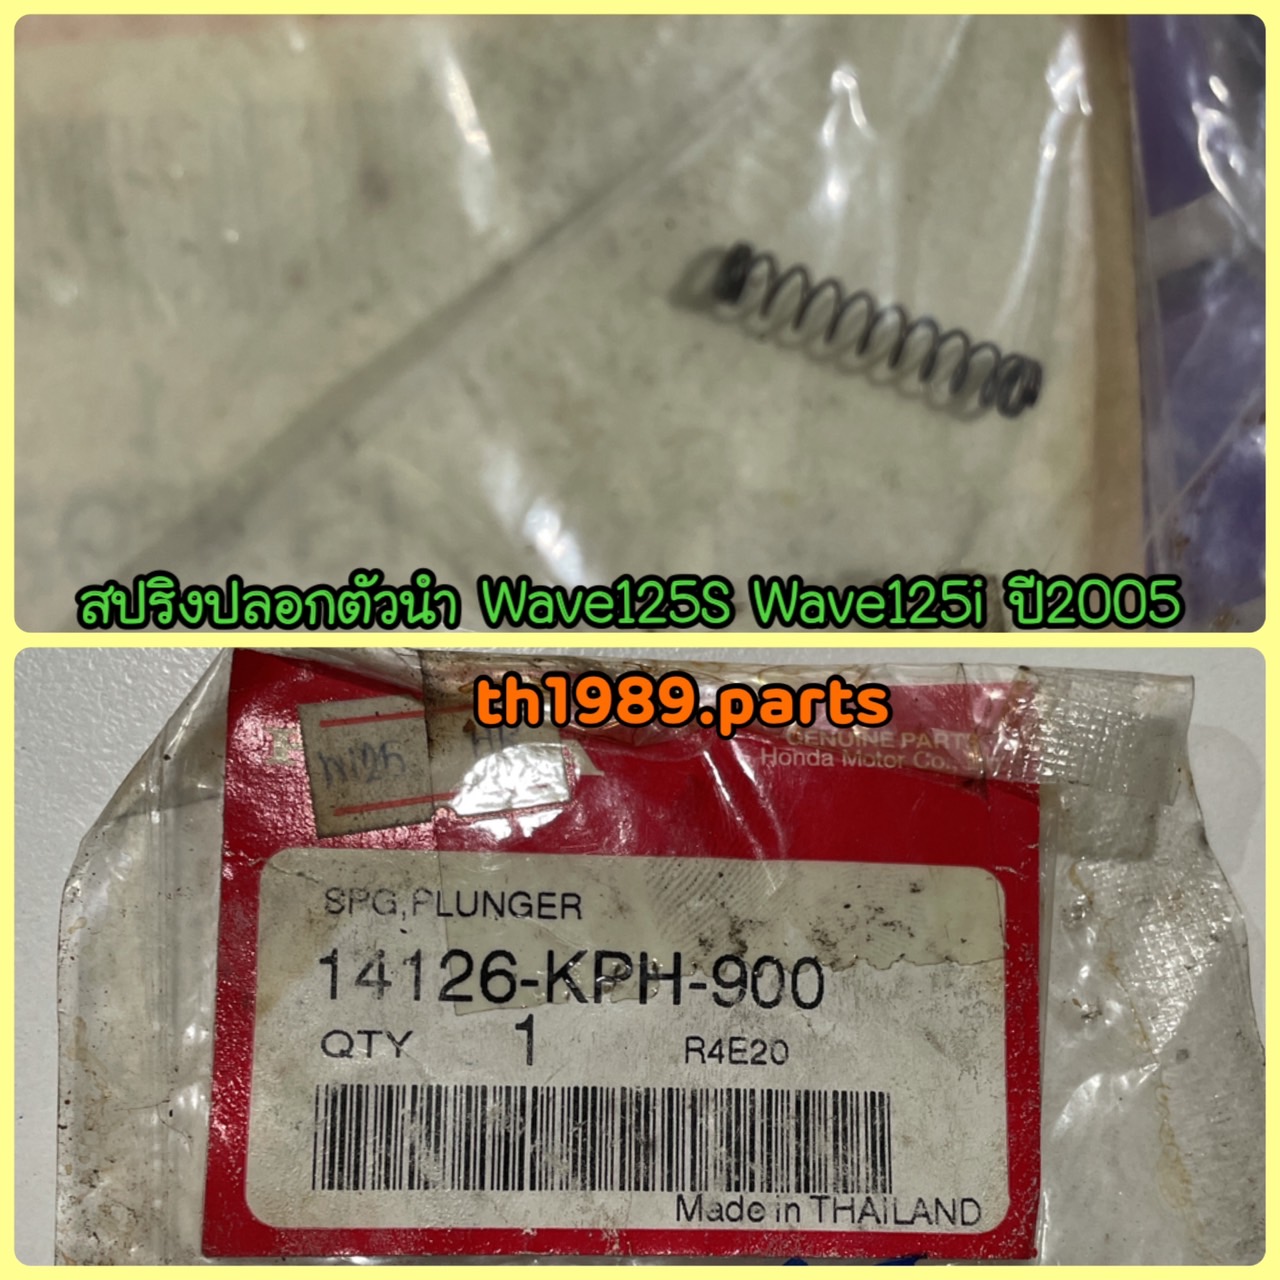 สปริงปลอกตัวนำ Wave125S Wave125i ปี2005
th1989.parts
W125
GENUINE PARTS
Honda Motor Co.,
SPG,PLUNGER
14126-KPH-900
QTY 1 R4E20
Made in THAILAND